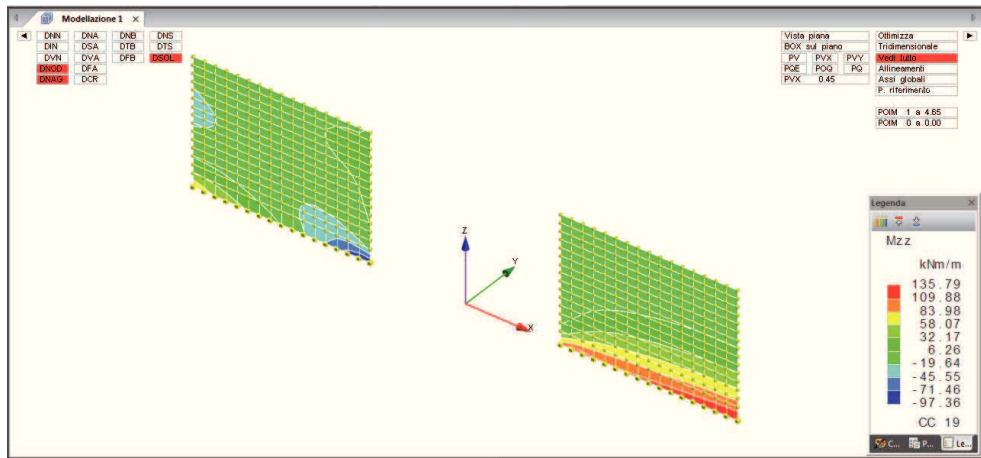 Modellazione 1 ×
DNN DNA DNB DNS
DIN DSA DTB DTS
DVN DVA DFB DSOL
DNOD DFA
DNAG DCR
Vista piana
BOX sul piano
PV PVX PVY
PQE POQ PQ
PVX 0.45
Ottimizza
Tridimensionale
Vedi tutto
Allineamenti
Assi globali
P. riferimento
POIM 1 a 4.65
POIM 0 a 0.00
Z
Y
X
Legenda ×
Mzz
kNm/m
135.79
109.88
83.98
58.07
32.17
6.26
-19.64
-45.55
-71.46
-97.36
CC 19
C... P... Le...